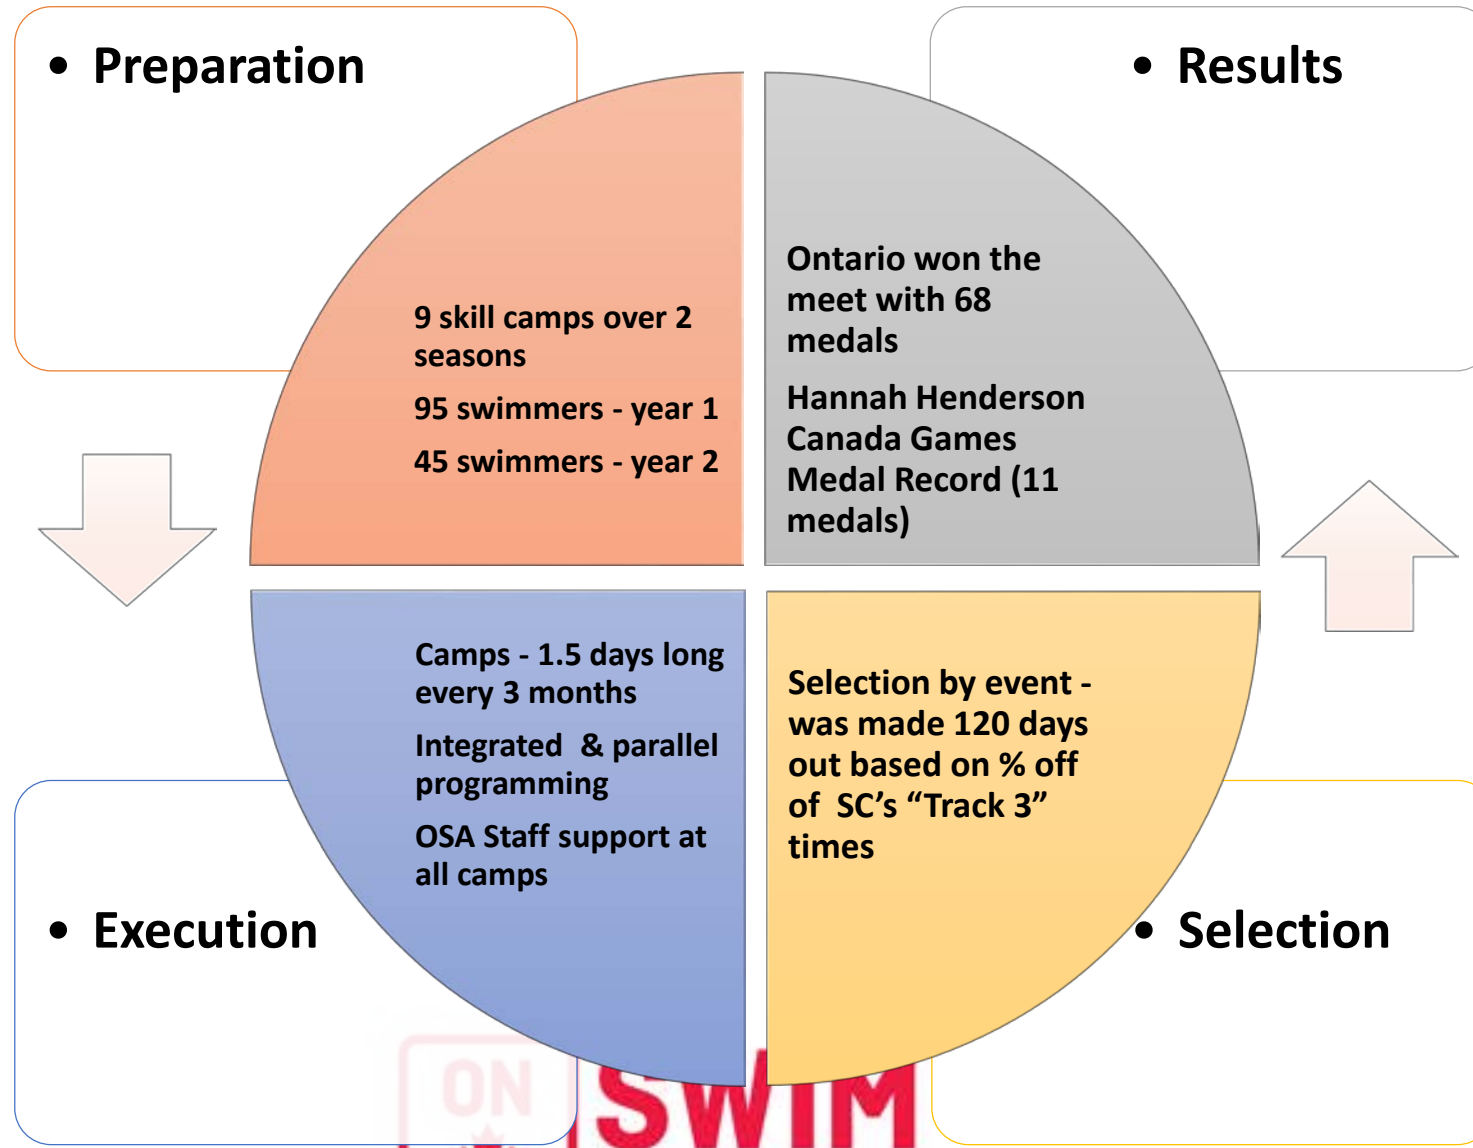 • Preparation
9 skill camps over 2
seasons
95 swimmers - year 1
45 swimmers - year 2
• Results
Ontario won the
meet with 68
medals
Hannah Henderson
Canada Games
Medal Record (11
medals)
• Execution
Camps - 1.5 days long
every 3 months
Integrated & parallel
programming
OSA Staff support at
all camps
• Selection
Selection by event -
was made 120 days
out based on % off
of SC’s “Track 3”
times
ON
SWIM